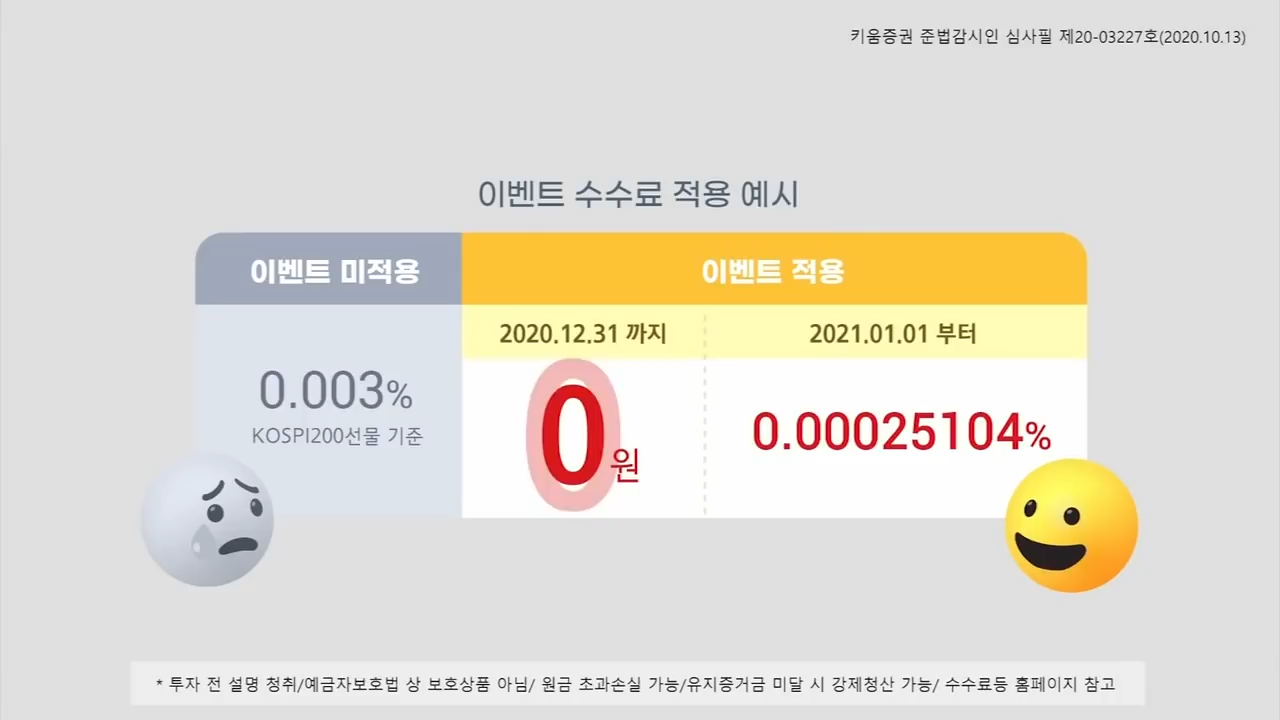 키움증권 준법감시인 심사필 제20-03227호(2020.10.13)
이벤트 수수료 적용 예시
이벤트 미적용
이벤트 적용
2020.12.31 까지
2021.01.01 부터
0.003%
KOSPI200선물 기준
0원
0.00025104%
* 투자 전 설명 청취/예금자보호법 상 보호상품 아님/ 원금 초과손실 가능/유지증거금 미달 시 강제청산 가능/ 수수료등 홈페이지 참고